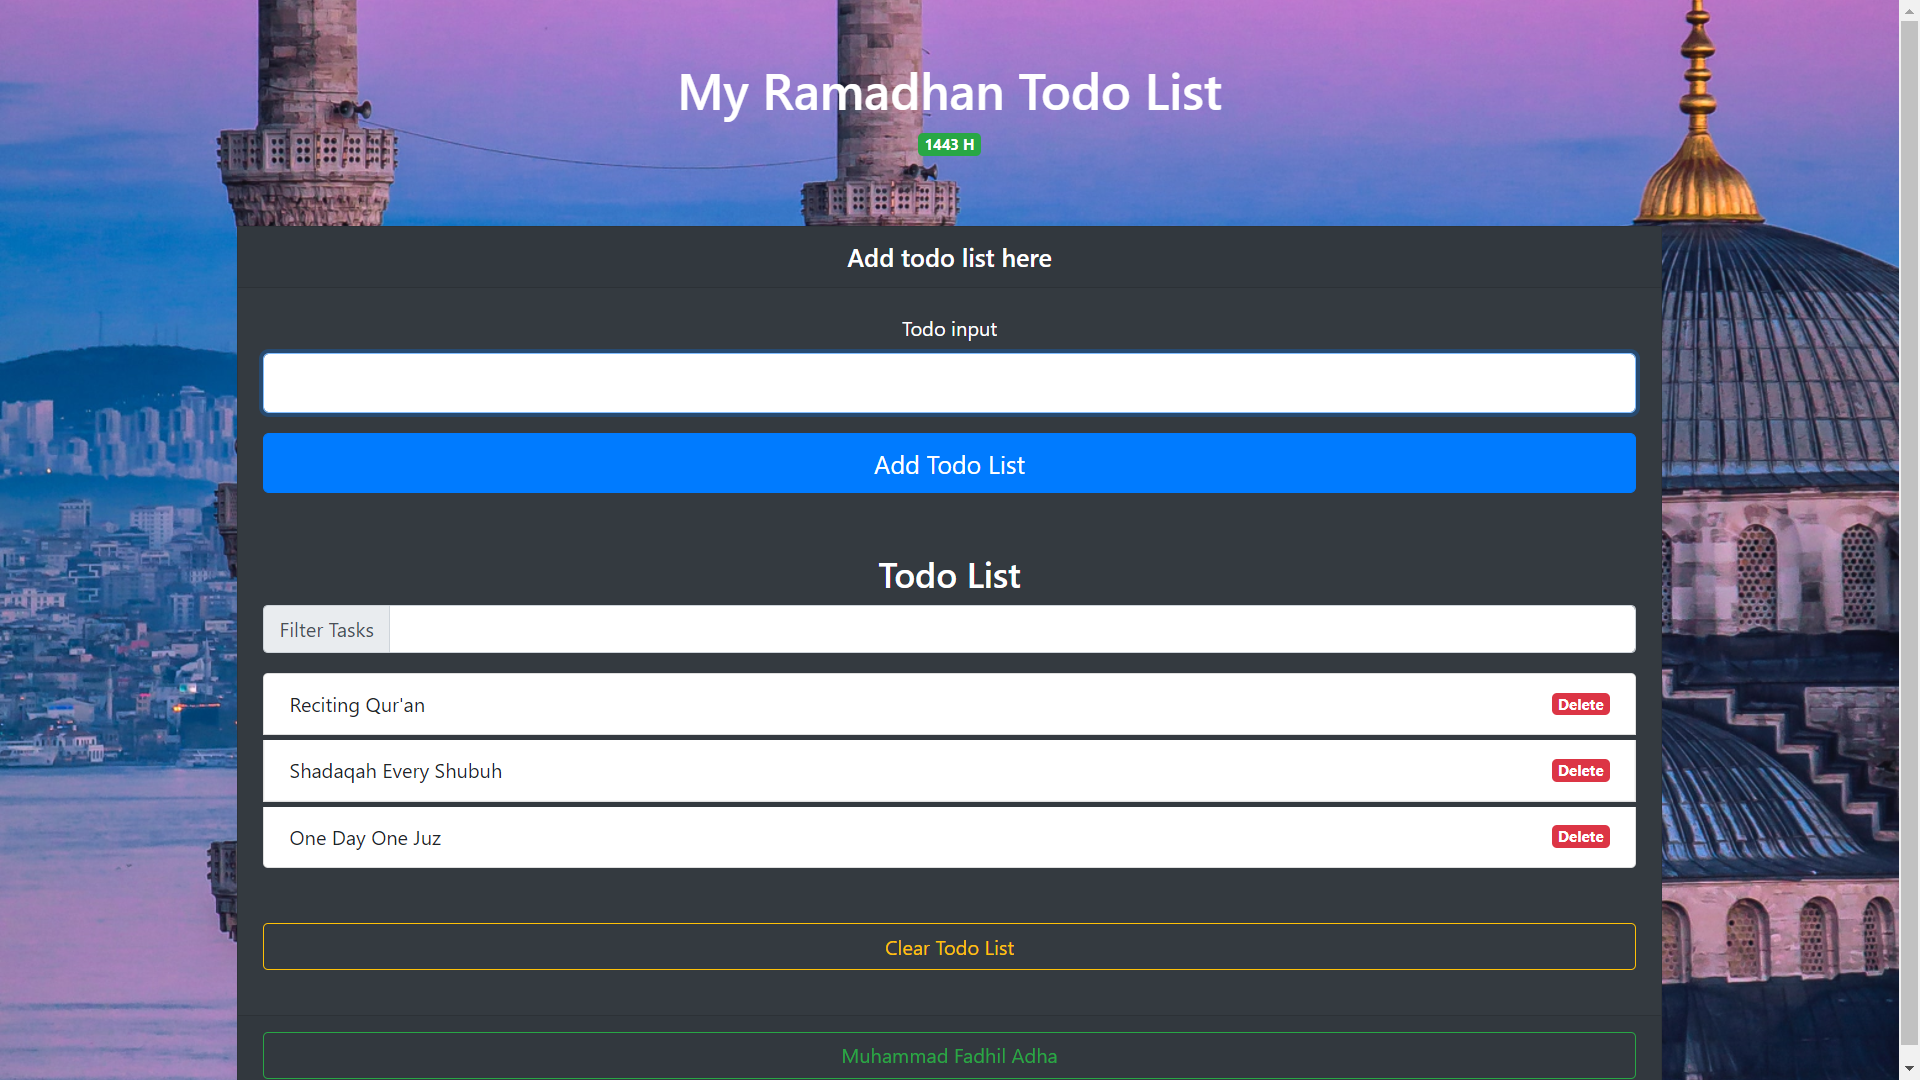 My Ramadhan Todo List
1443 H
Add todo list here
Todo input
Add Todo List
Todo List
Filter Tasks
Reciting Qur'an Delete
Shadaqah Every Shubuh Delete
One Day One Juz Delete
Clear Todo List
Muhammad Fadhil Adha